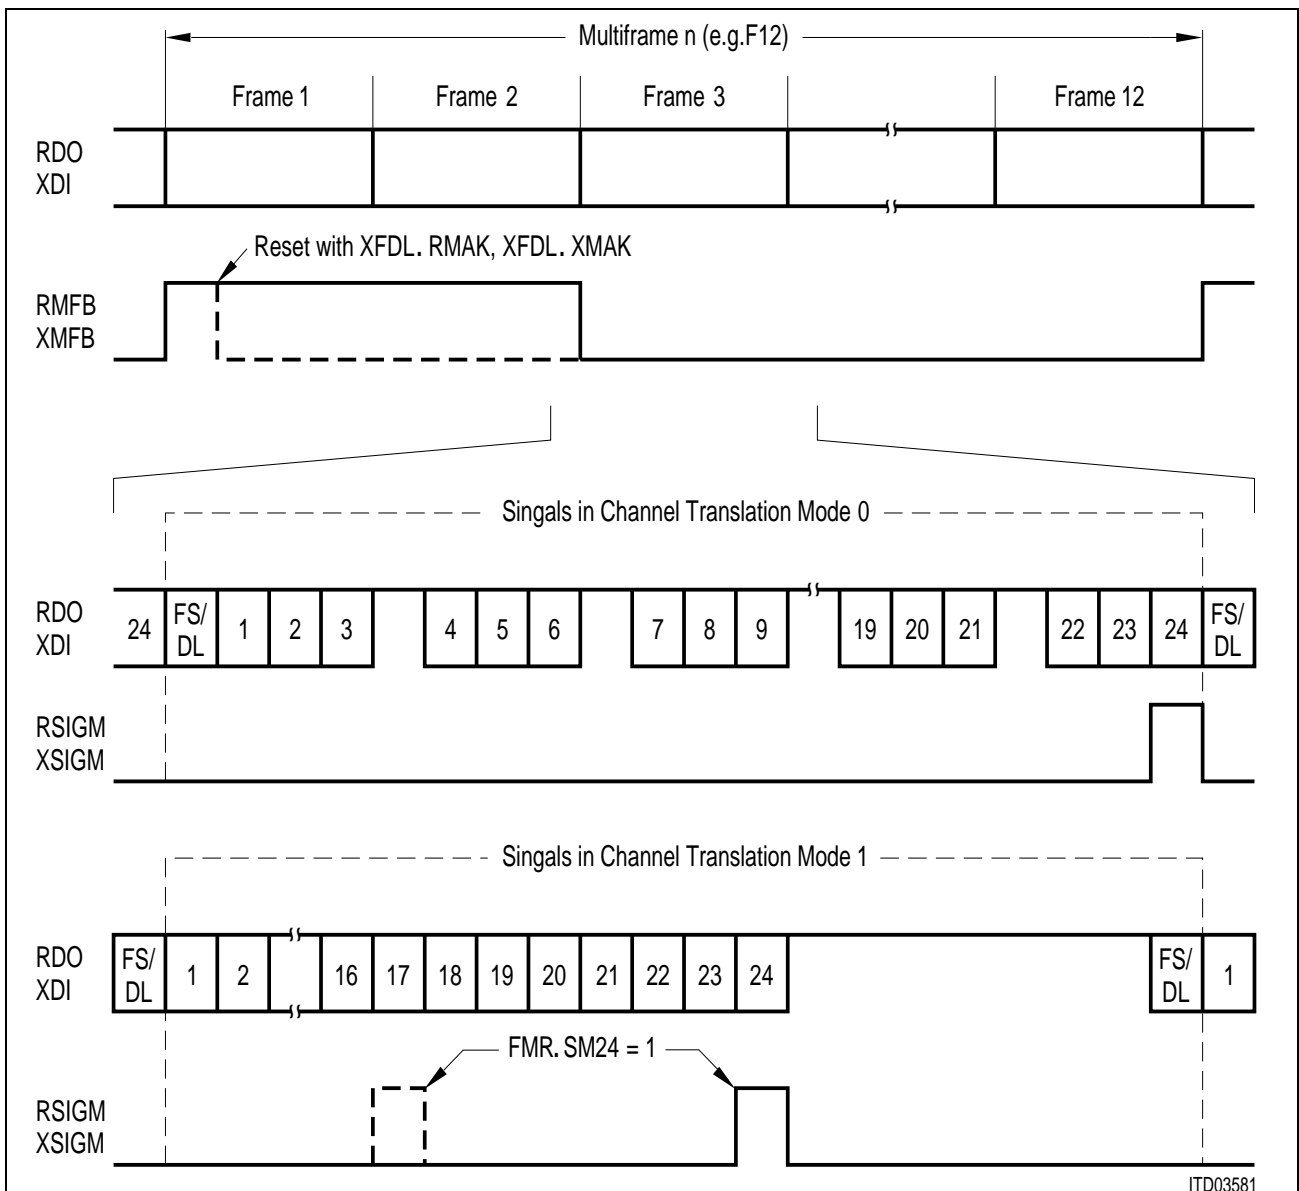 Multiframe n (e.g.F12)
Frame 1 Frame 2 Frame 3 Frame 12
RDO
XDI
Reset with XFDL. RMAK, XFDL. XMAK
RMFB
XMFB
Singals in Channel Translation Mode 0
RDO
XDI
24 FS/DL 1 2 3 4 5 6 7 8 9 19 20 21 22 23 24 FS/DL
RSIGM
XSIGM
Singals in Channel Translation Mode 1
RDO
XDI
FS/DL 1 2 16 17 18 19 20 21 22 23 24 FS/DL 1
FMR. SM24 = 1
RSIGM
XSIGM
ITD03581